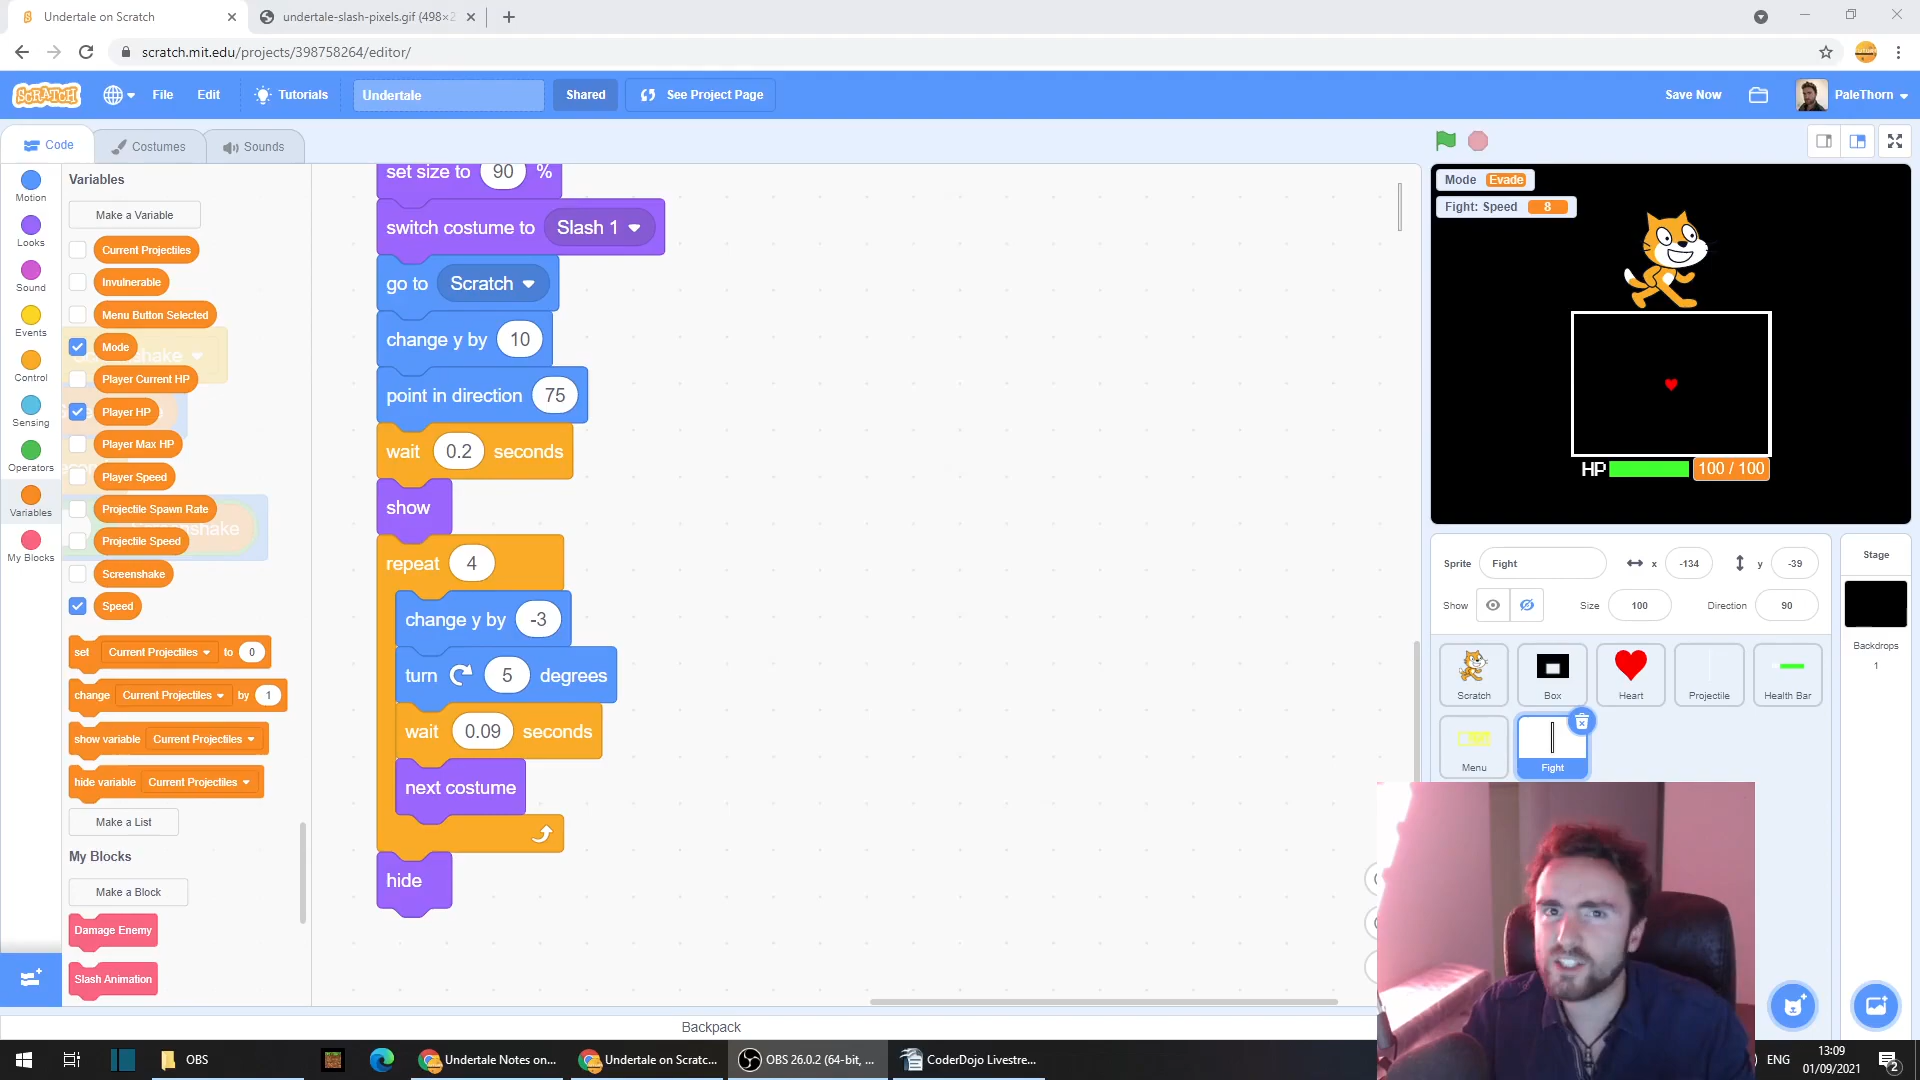 Undertale on Scratch
undertale-slash-pixels.gif (498×2
scratch.mit.edu/projects/398758264/editor/
SCRATCH
File
Edit
Tutorials
Undertale
Shared
See Project Page
Save Now
PaleThorn
Code
Costumes
Sounds
Motion
Looks
Sound
Events
Control
Sensing
Operators
Variables
My Blocks
Variables
Make a Variable
Current Projectiles
Invulnerable
Menu Button Selected
Mode
Player Current HP
Player HP
Player Max HP
Player Speed
Projectile Spawn Rate
Projectile Speed
Screenshake
Speed
set Current Projectiles to 0
change Current Projectiles by 1
show variable Current Projectiles
hide variable Current Projectiles
Make a List
My Blocks
Make a Block
Damage Enemy
Slash Animation
set size to 90 %
switch costume to Slash 1
go to Scratch
change y by 10
point in direction 75
wait 0.2 seconds
show
repeat 4
change y by -3
turn 5 degrees
wait 0.09 seconds
next costume
hide
Mode Evade
Fight: Speed 8
HP 100 / 100
Sprite Fight x -134 y -39
Show Size 100 Direction 90
Stage
Backdrops
1
Scratch
Box
Heart
Projectile
Health Bar
Menu
Fight
Backpack
OBS
Undertale Notes on...
Undertale on Scratc...
OBS 26.0.2 (64-bit, ...
CoderDojo Livestre...
ENG
13:09
01/09/2021
2